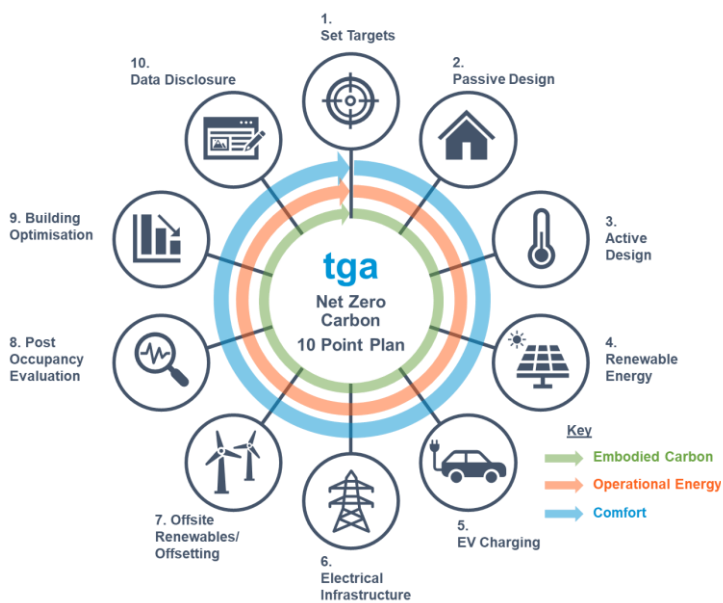 1.
Set Targets
2.
Passive Design
3.
Active
Design
4.
Renewable
Energy
5.
EV Charging
6.
Electrical
Infrastructure
7. Offsite
Renewables/
Offsetting
8. Post
Occupancy
Evaluation
9. Building
Optimisation
10.
Data Disclosure
tga
Net Zero
Carbon
10 Point Plan
Key
Embodied Carbon
Operational Energy
Comfort